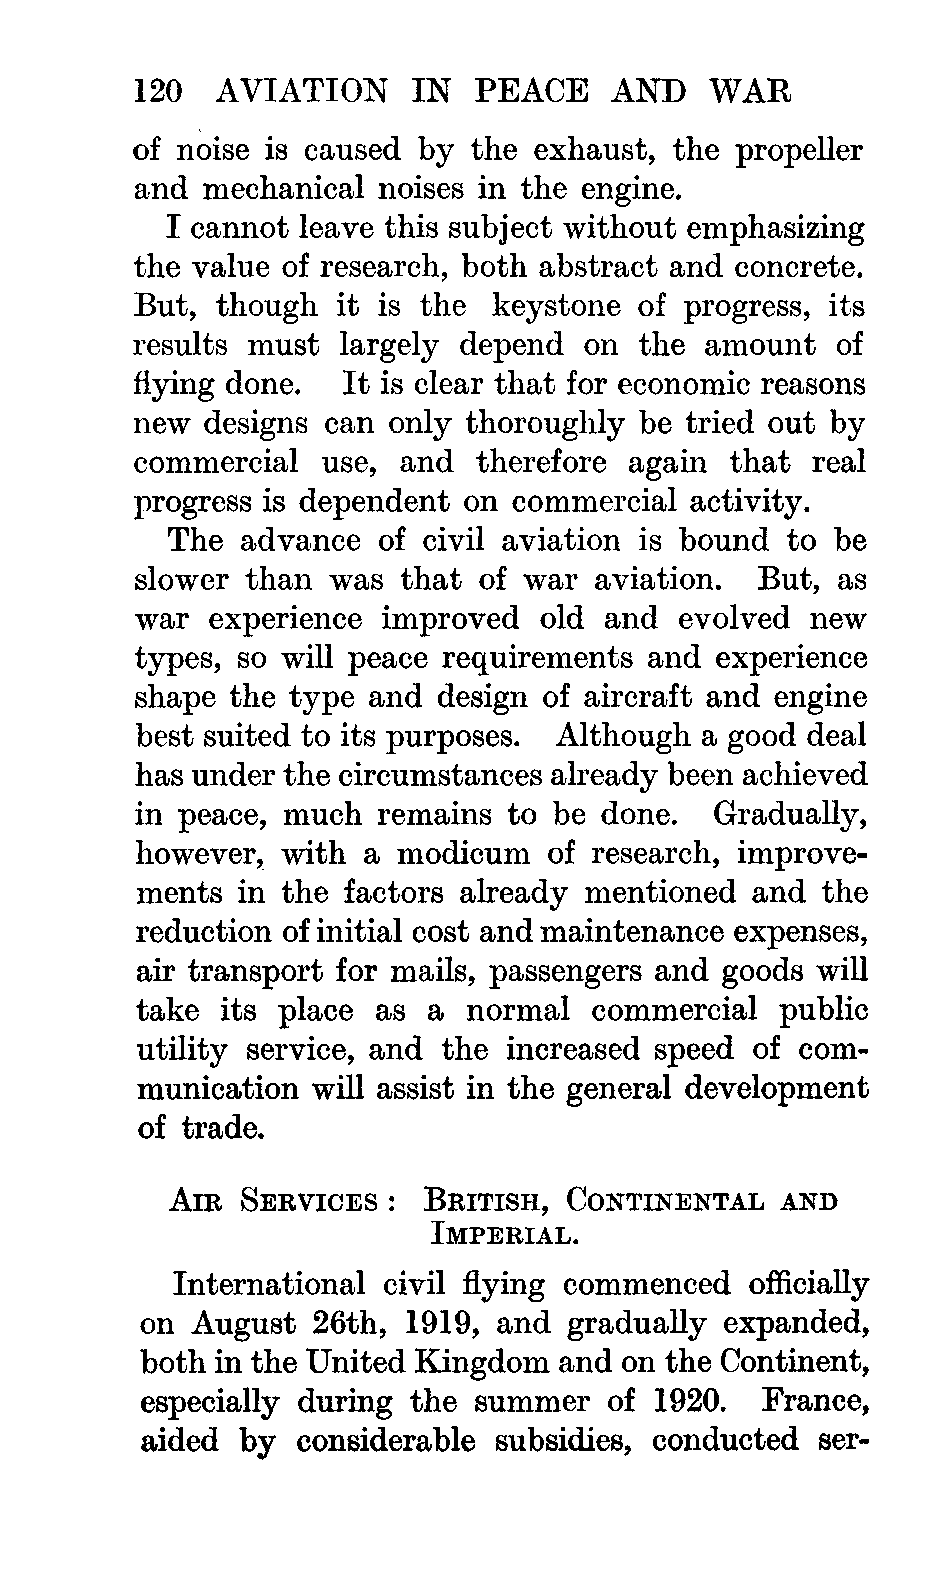 120 AVIATION IN PEACE AND WAR
of noise is caused by the exhaust, the propeller
and mechanical noises in the engine.
I cannot leave this subject without emphasizing
the value of research, both abstract and concrete.
But, though it is the keystone of progress, its
results must largely depend on the amount of
flying done. It is clear that for economic reasons
new designs can only thoroughly be tried out by
commercial use, and therefore again that real
progress is dependent on commercial activity.
The advance of civil aviation is bound to be
slower than was that of war aviation. But, as
war experience improved old and evolved new
types, so will peace requirements and experience
shape the type and design of aircraft and engine
best suited to its purposes. Although a good deal
has under the circumstances already been achieved
in peace, much remains to be done. Gradually,
however, with a modicum of research, improve-
ments in the factors already mentioned and the
reduction of initial cost and maintenance expenses,
air transport for mails, passengers and goods will
take its place as a normal commercial public
utility service, and the increased speed of com-
munication will assist in the general development
of trade.
AIR SERVICES: BRITISH, CONTINENTAL AND
IMPERIAL.
International civil flying commenced officially
on August 26th, 1919, and gradually expanded,
both in the United Kingdom and on the Continent,
especially during the summer of 1920. France,
aided by considerable subsidies, conducted ser-